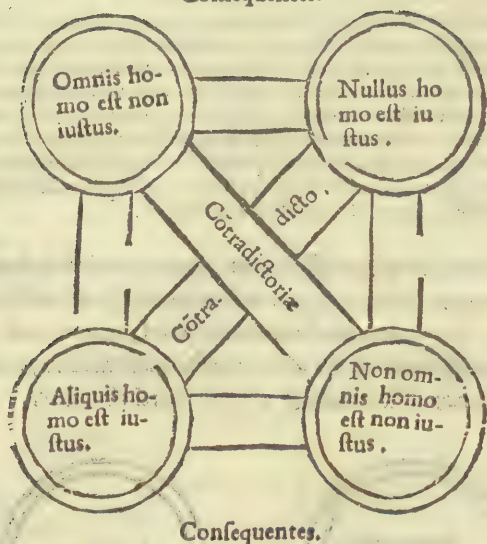 Omnis ho-
mo eſt non
iuſtus.
Nullus ho
mo eſt iu
ſtus .
dicto .
Cõtradictoriæ
Cõtra.
Aliquis ho-
mo eſt iu-
ſtus.
Non om-
nis homo
eſt non iu-
ſtus .
Conſequentes.